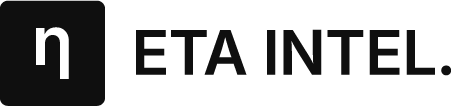 η ETA INTEL.